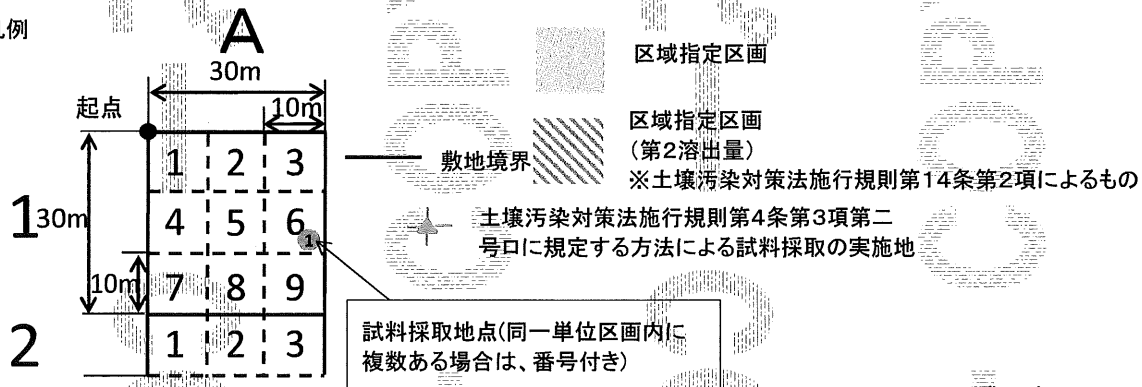 凡例
A
30m
10m
起点
1 2 3
1
30m
4 5 6
1
10m
7 8 9
2
1 2 3
区域指定区画
敷地境界
区域指定区画
(第2溶出量)
※土壌汚染対策法施行規則第14条第2項によるもの
土壌汚染対策法施行規則第4条第3項第二
号ロに規定する方法による試料採取の実施地
試料採取地点(同一単位区画内に
複数ある場合は、番号付き)